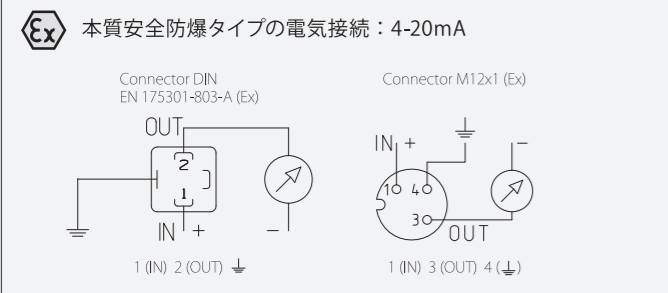 Ex 本質安全防爆タイプの電気接続：4-20mA
Connector DIN
EN 175301-803-A (Ex)
OUT
2
1
IN +
−
1 (IN) 2 (OUT) ⏚
Connector M12x1 (Ex)
IN +
−
1 4
3
OUT
1 (IN) 3 (OUT) 4 (⏚)